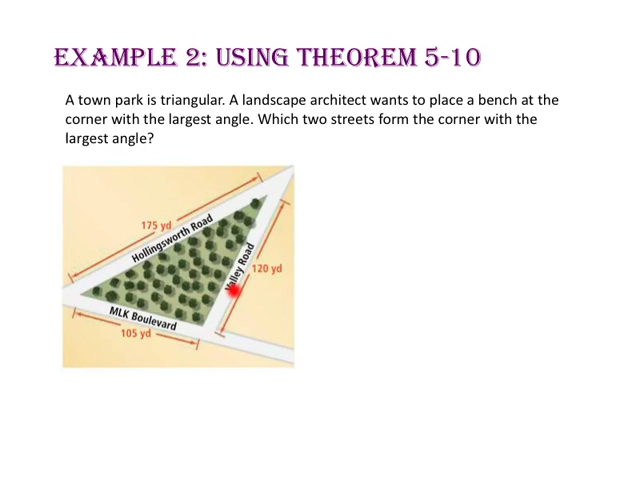 Example 2: Using Theorem 5-10
A town park is triangular. A landscape architect wants to place a bench at the
corner with the largest angle. Which two streets form the corner with the
largest angle?
175 yd
Hollingsworth Road
Valley Road
120 yd
MLK Boulevard
105 yd